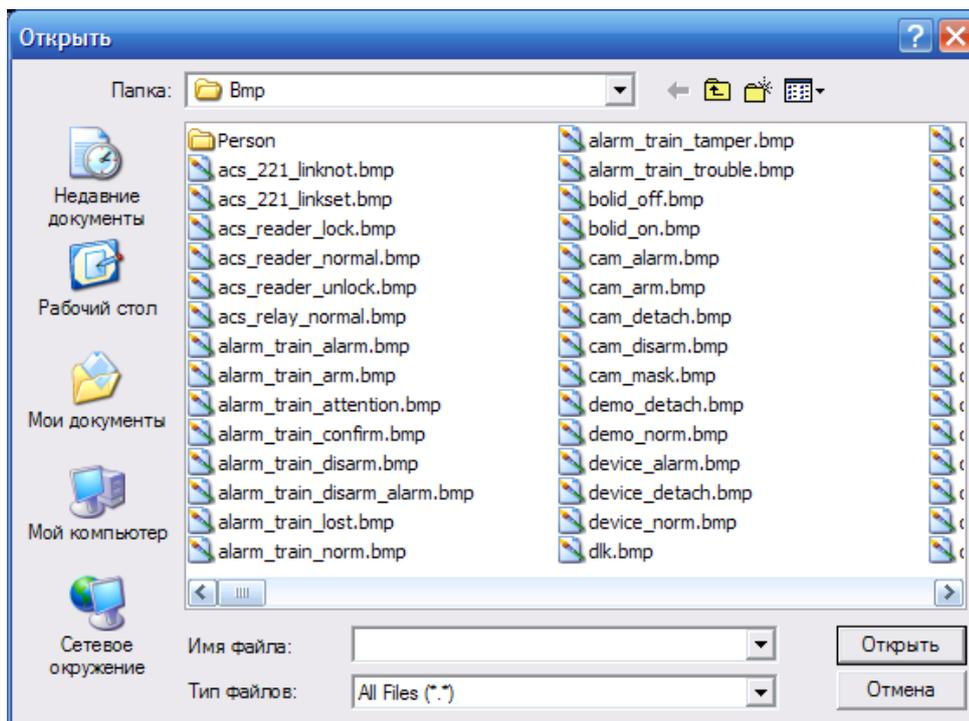 Открыть
Папка:
Bmp
Недавние
документы
Рабочий стол
Мои документы
Мой компьютер
Сетевое
окружение
Person
acs_221_linknot.bmp
acs_221_linkset.bmp
acs_reader_lock.bmp
acs_reader_normal.bmp
acs_reader_unlock.bmp
acs_relay_normal.bmp
alarm_train_alarm.bmp
alarm_train_arm.bmp
alarm_train_attention.bmp
alarm_train_confirm.bmp
alarm_train_disarm.bmp
alarm_train_disarm_alarm.bmp
alarm_train_lost.bmp
alarm_train_norm.bmp
alarm_train_tamper.bmp
alarm_train_trouble.bmp
bolid_off.bmp
bolid_on.bmp
cam_alarm.bmp
cam_arm.bmp
cam_detach.bmp
cam_disarm.bmp
cam_mask.bmp
demo_detach.bmp
demo_norm.bmp
device_alarm.bmp
device_detach.bmp
device_norm.bmp
dlk.bmp
Имя файла:
Открыть
Тип файлов:
All Files (*.*)
Отмена